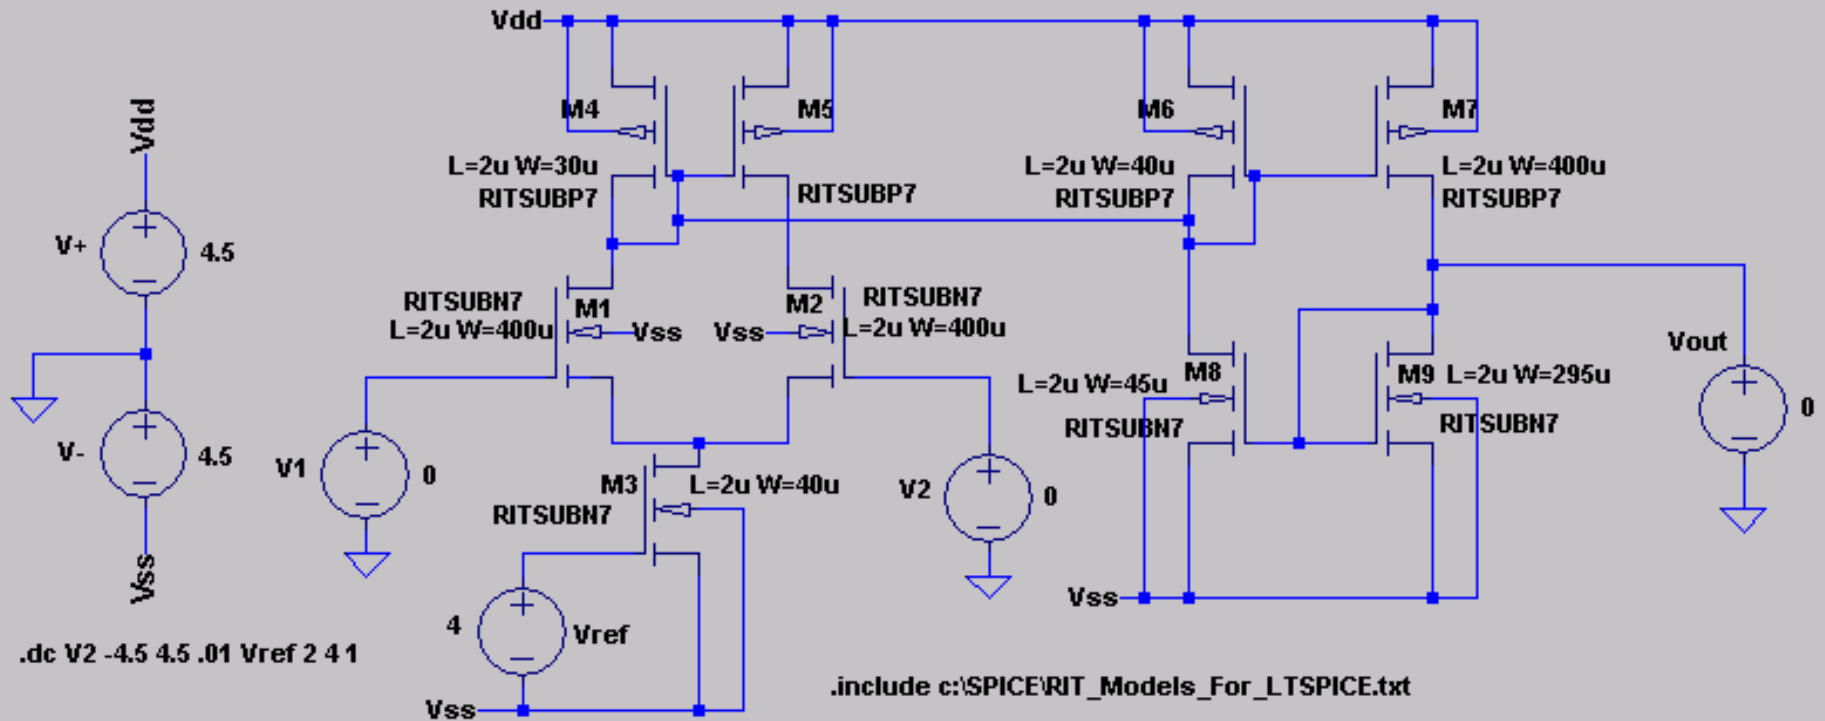 Vdd
M4
M5
M6
M7
Vdd
L=2u W=30u
RITSUBP7
RITSUBP7
L=2u W=40u
RITSUBP7
L=2u W=400u
RITSUBP7
V+
+
4.5
−
RITSUBN7
M1
L=2u W=400u
Vss
Vss
M2
RITSUBN7
L=2u W=400u
Vout
+
0
−
M8
L=2u W=45u
RITSUBN7
M9
L=2u W=295u
RITSUBN7
V-
+
4.5
−
V1
+
0
−
M3
L=2u W=40u
RITSUBN7
V2
+
0
−
Vss
Vss
4
+
Vref
−
.dc V2 -4.5 4.5 .01 Vref 2 4 1
Vss
.include c:\SPICE\RIT_Models_For_LTSPICE.txt